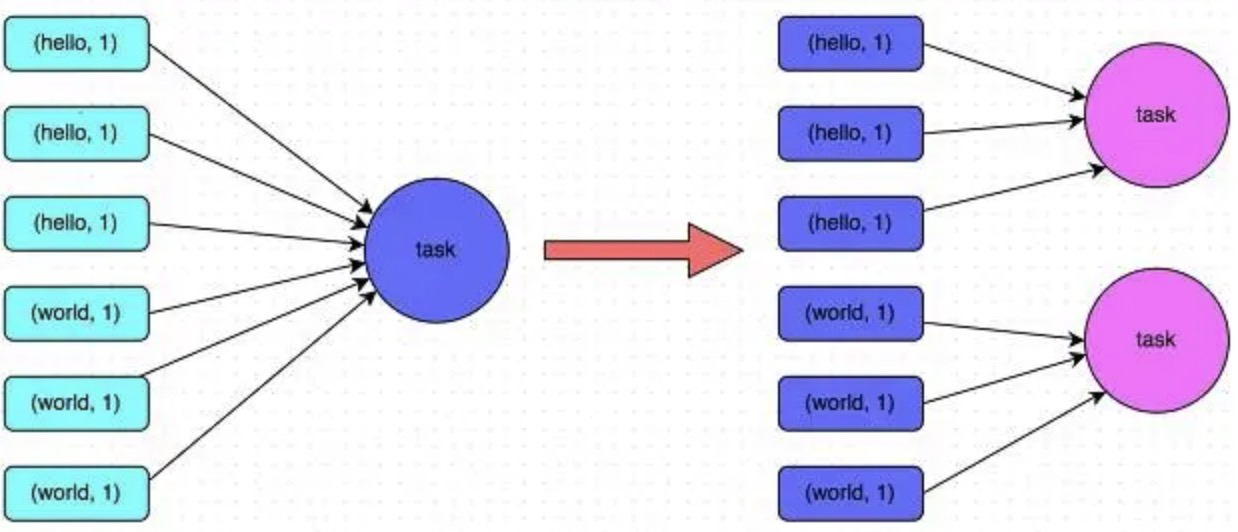 (hello, 1)
(hello, 1)
(hello, 1)
(world, 1)
(world, 1)
(world, 1)
task
(hello, 1)
(hello, 1)
(hello, 1)
(world, 1)
(world, 1)
(world, 1)
task
task